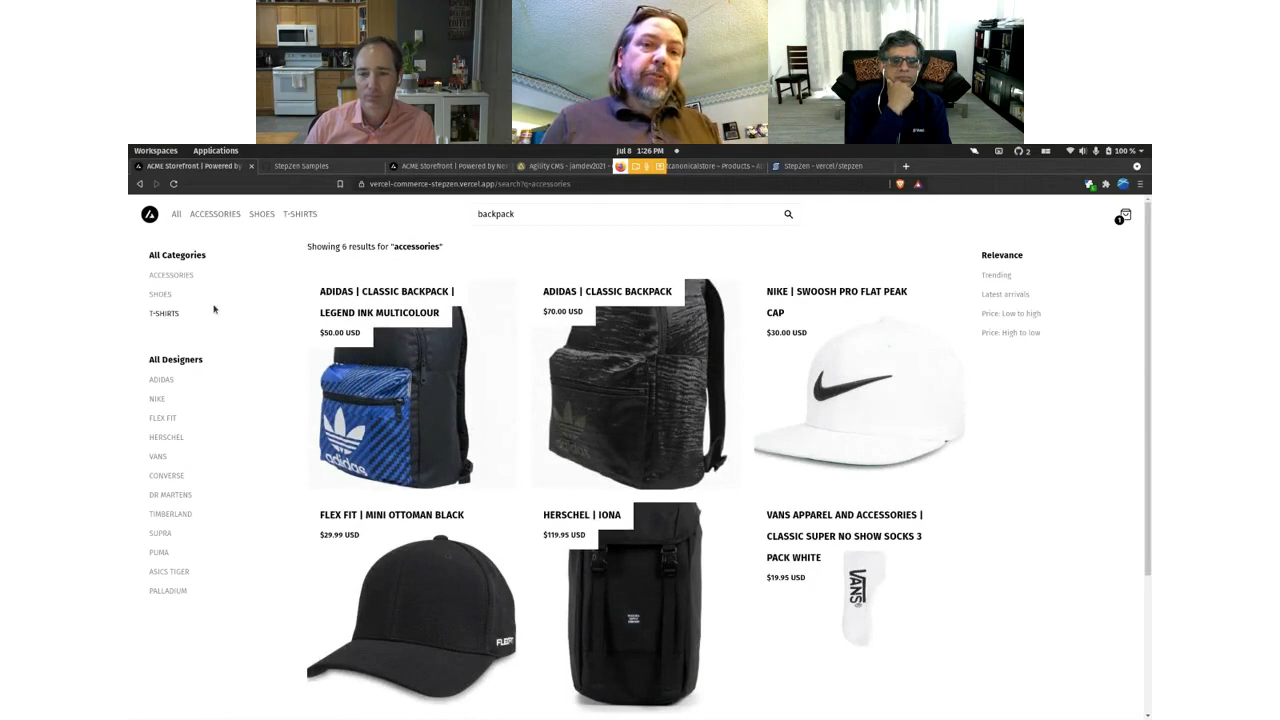 Workspaces Applications Jul 8 1:26 PM 2 100 %
ACME Storefront | Powered by StepZen Samples ACME Storefront | Powered by Agility CMS - jamdev2021 - canonicalstore - Products - StepZen - vercel/stepzen
vercel-commerce-stepzen.vercel.app/search?q=accessories
All ACCESSORIES SHOES T-SHIRTS backpack 1
All Categories
ACCESSORIES
SHOES
T-SHIRTS
All Designers
ADIDAS
NIKE
FLEX FIT
HERSCHEL
VANS
CONVERSE
DR MARTENS
TIMBERLAND
SUPRA
PUMA
ASICS TIGER
PALLADIUM
Showing 6 results for "accessories"
ADIDAS | CLASSIC BACKPACK |
LEGEND INK MULTICOLOUR
$50.00 USD
adidas
ADIDAS | CLASSIC BACKPACK
$70.00 USD
NIKE | SWOOSH PRO FLAT PEAK
CAP
$30.00 USD
FLEX FIT | MINI OTTOMAN BLACK
$29.99 USD
FLEXFIT
HERSCHEL | IONA
$119.95 USD
VANS APPAREL AND ACCESSORIES |
CLASSIC SUPER NO SHOW SOCKS 3
PACK WHITE
$19.95 USD
VANS
Relevance
Trending
Latest arrivals
Price: Low to high
Price: High to low